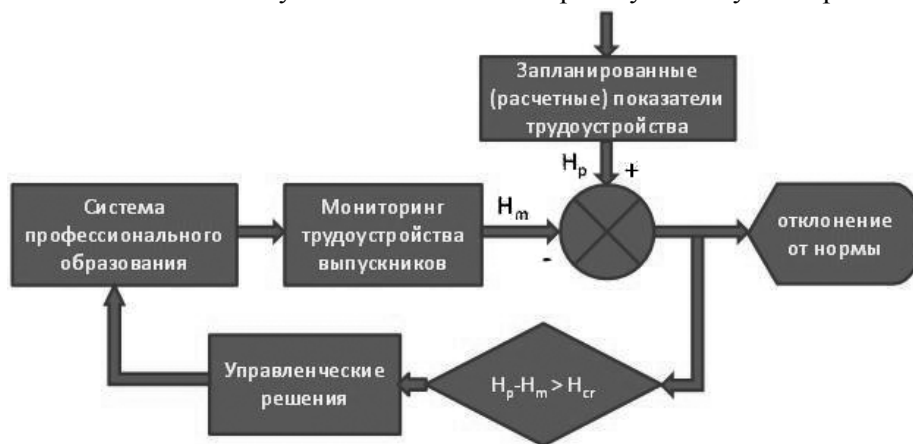 Запланированные
(расчетные) показатели
трудоустройства
Hp
+
Система
профессионального
образования
Мониторинг
трудоустройства
выпускников
Hm
-
отклонение
от нормы
Управленческие
решения
Hp-Hm > Hcr